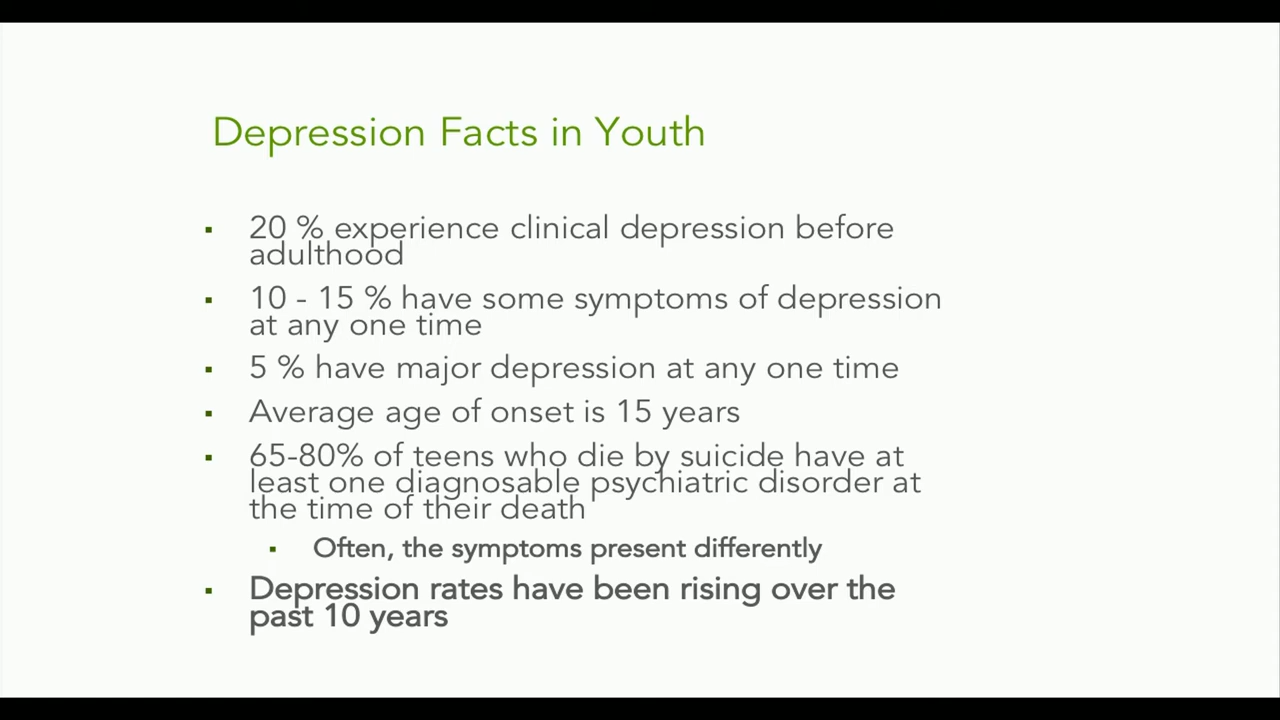 Depression Facts in Youth
▪ 20 % experience clinical depression before
adulthood
▪ 10 - 15 % have some symptoms of depression
at any one time
▪ 5 % have major depression at any one time
▪ Average age of onset is 15 years
▪ 65-80% of teens who die by suicide have at
least one diagnosable psychiatric disorder at
the time of their death
▪ Often, the symptoms present differently
▪ Depression rates have been rising over the
past 10 years